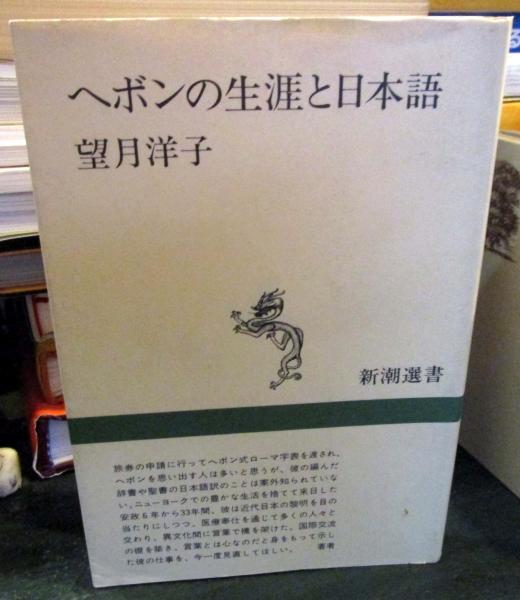 ヘボンの生涯と日本語
望月洋子
新潮選書
旅券の申請に行ってヘボン式ローマ字表を渡され、
ヘボンを思い出す人は多いと思うが、彼の編んだ
辞書や聖書の日本語訳のことは案外知られていな
い。ニューヨークでの豊かな生活を捨てて来日した
安政6年から33年間、彼は近代日本の黎明を目の
当たりにしつつ、医療奉仕を通じて多くの人々と
交わり、異文化間に言葉で橋を架けた。国際交流
の礎を築き、言葉とは心なのだと身をもって示し
た彼の仕事を、今一度見直してほしい。 著者